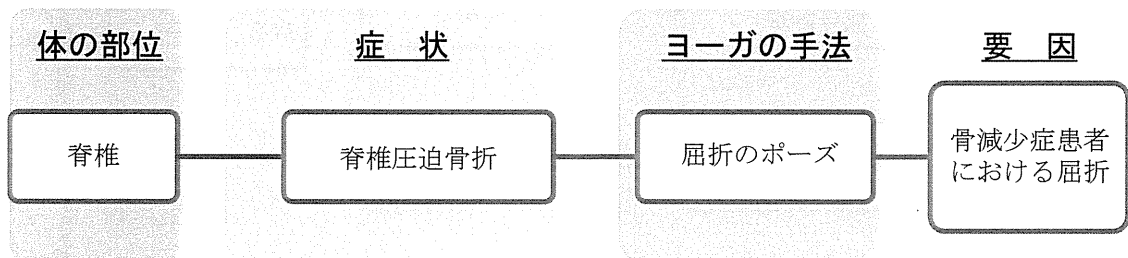 体の部位
症 状
ヨーガの手法
要 因
脊椎
脊椎圧迫骨折
屈折のポーズ
骨減少症患者
における屈折